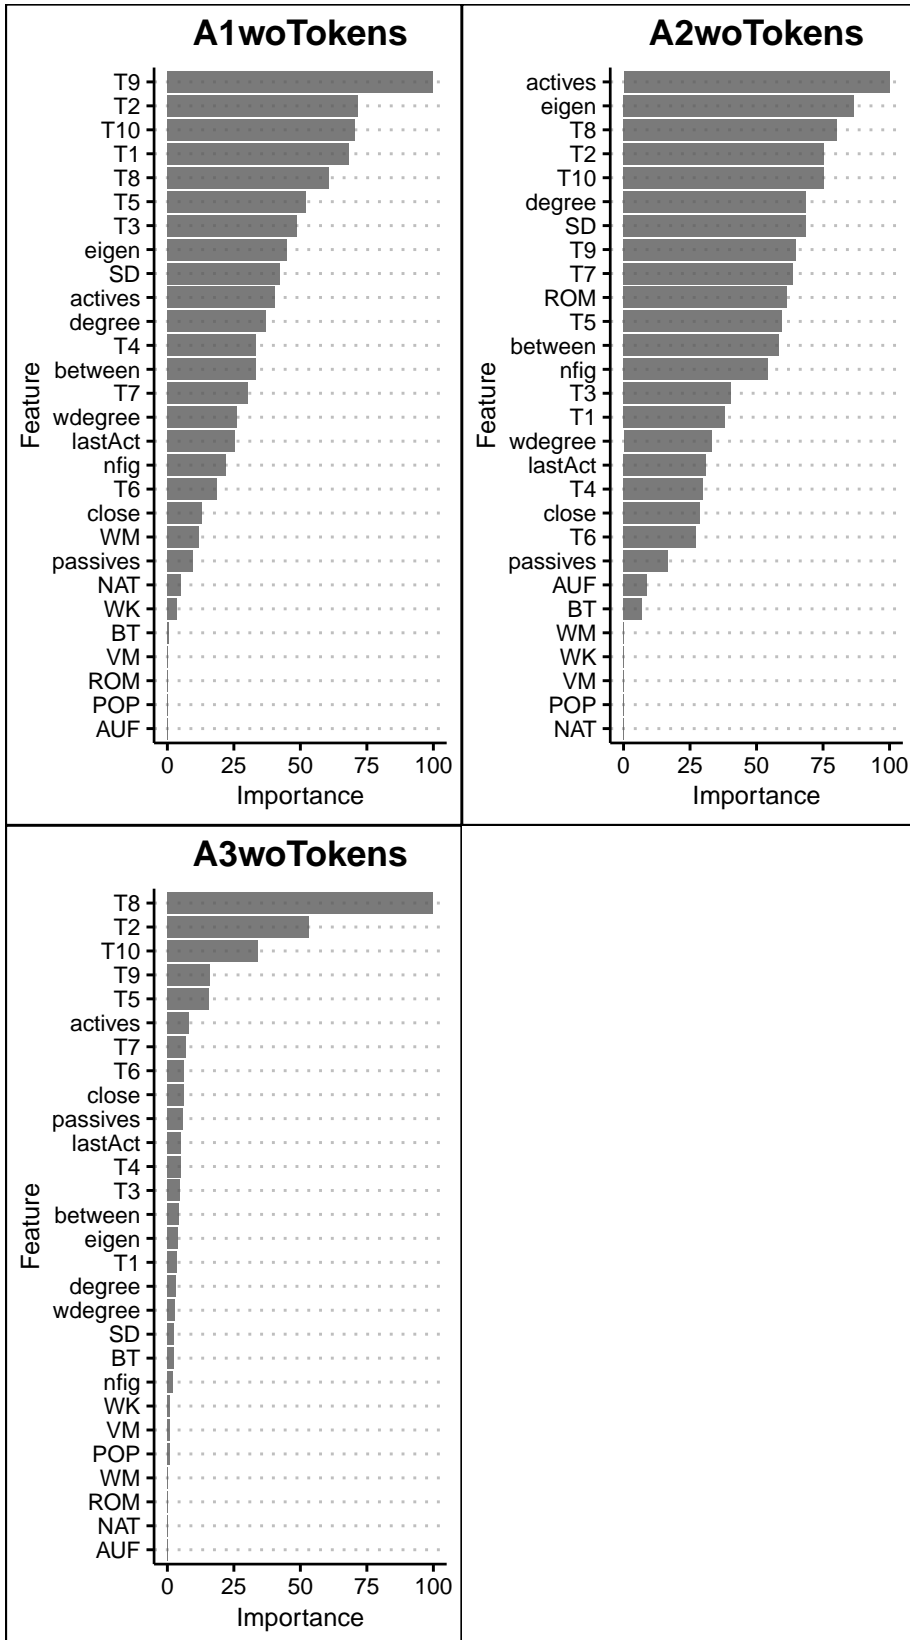 A1woTokens
Feature
T9
T2
T10
T1
T8
T5
T3
eigen
SD
actives
degree
T4
between
T7
wdegree
lastAct
nfig
T6
close
WM
passives
NAT
WK
BT
VM
ROM
POP
AUF
0 25 50 75 100
Importance
A2woTokens
Feature
actives
eigen
T8
T2
T10
degree
SD
T9
T7
ROM
T5
between
nfig
T3
T1
wdegree
lastAct
T4
close
T6
passives
AUF
BT
WM
WK
VM
POP
NAT
0 25 50 75 100
Importance
A3woTokens
Feature
T8
T2
T10
T9
T5
actives
T7
T6
close
passives
lastAct
T4
T3
between
eigen
T1
degree
wdegree
SD
BT
nfig
WK
VM
POP
WM
ROM
NAT
AUF
0 25 50 75 100
Importance